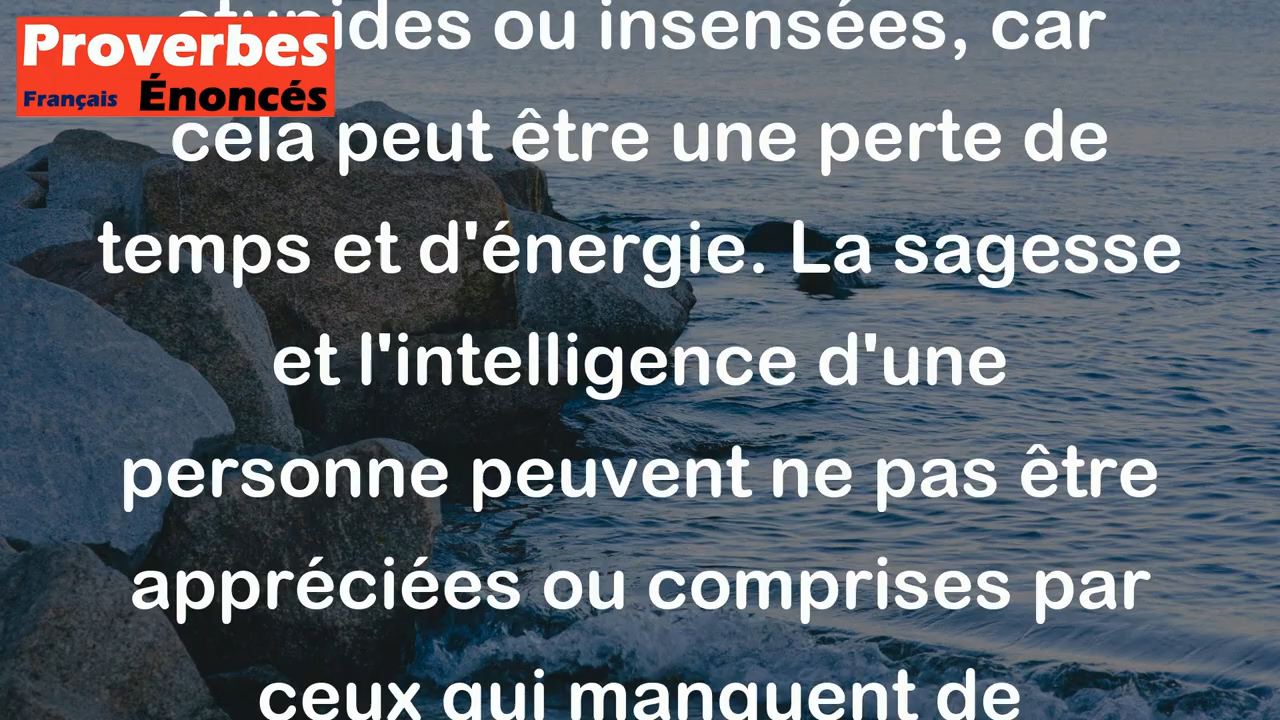 Proverbes
Français Énoncés
stupides ou insensées, car
cela peut être une perte de
temps et d'énergie. La sagesse
et l'intelligence d'une
personne peuvent ne pas être
appréciées ou comprises par
ceux qui manquent de